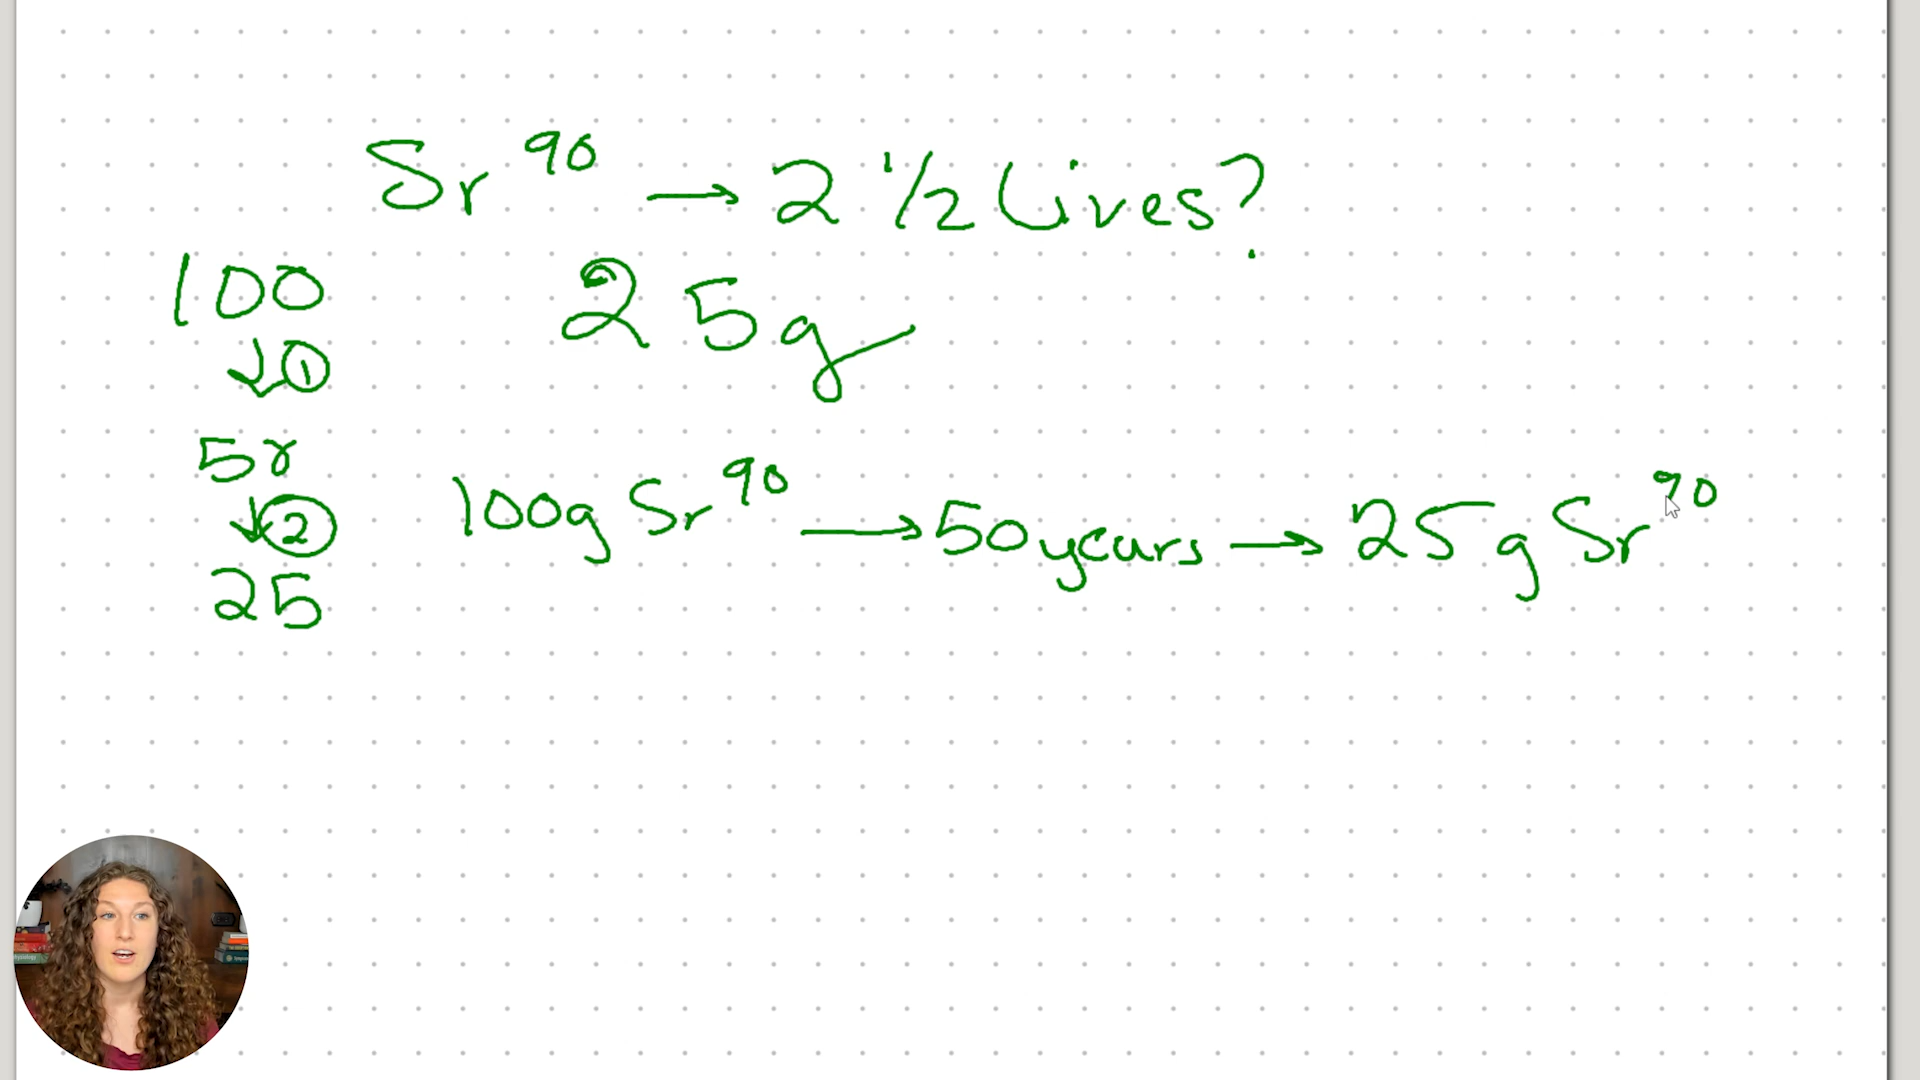 Sr 90 → 2 1/2 Lives?
100
25g
↓ 1
50
100g Sr 90 → 50 years → 25 g Sr 90
↓ 2
25